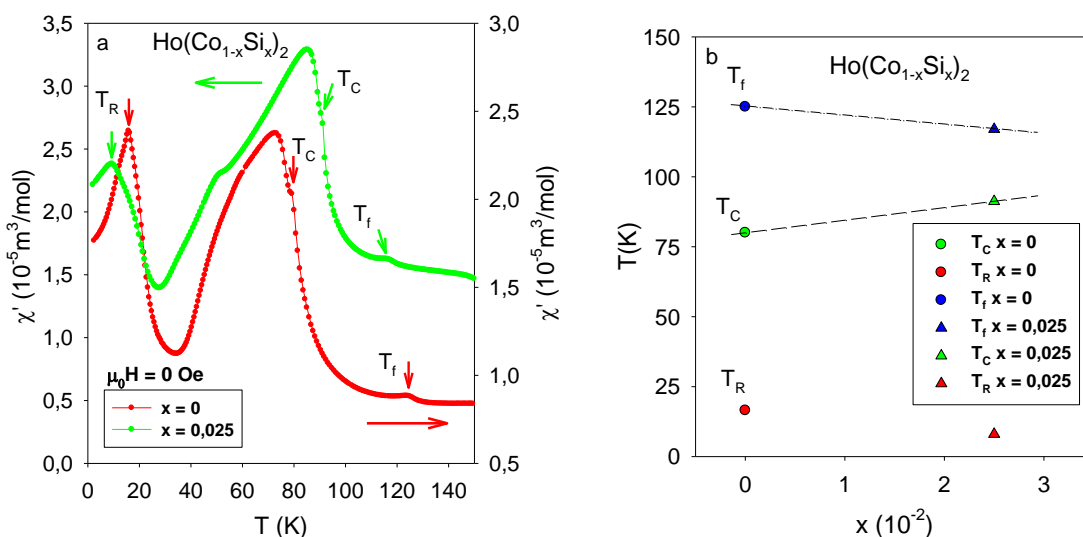 a
Ho(Co1-xSix)2
TR
TC
TC
Tf
Tf
μ0H = 0 Oe
x = 0
x = 0,025
χ' (10-5m3/mol)
3,5
3,0
2,5
2,0
1,5
1,0
0,5
0,0
0 20 40 60 80 100 120 140
T (K)
3,0
2,5
2,0
1,5
1,0
0,5
χ' (10-5m3/mol)
b
Ho(Co1-xSix)2
Tf
TC
TR
TC x = 0
TR x = 0
Tf x = 0
Tf x = 0,025
TC x = 0,025
TR x = 0,025
T(K)
150
125
100
75
50
25
0
0 1 2 3
x (10-2)